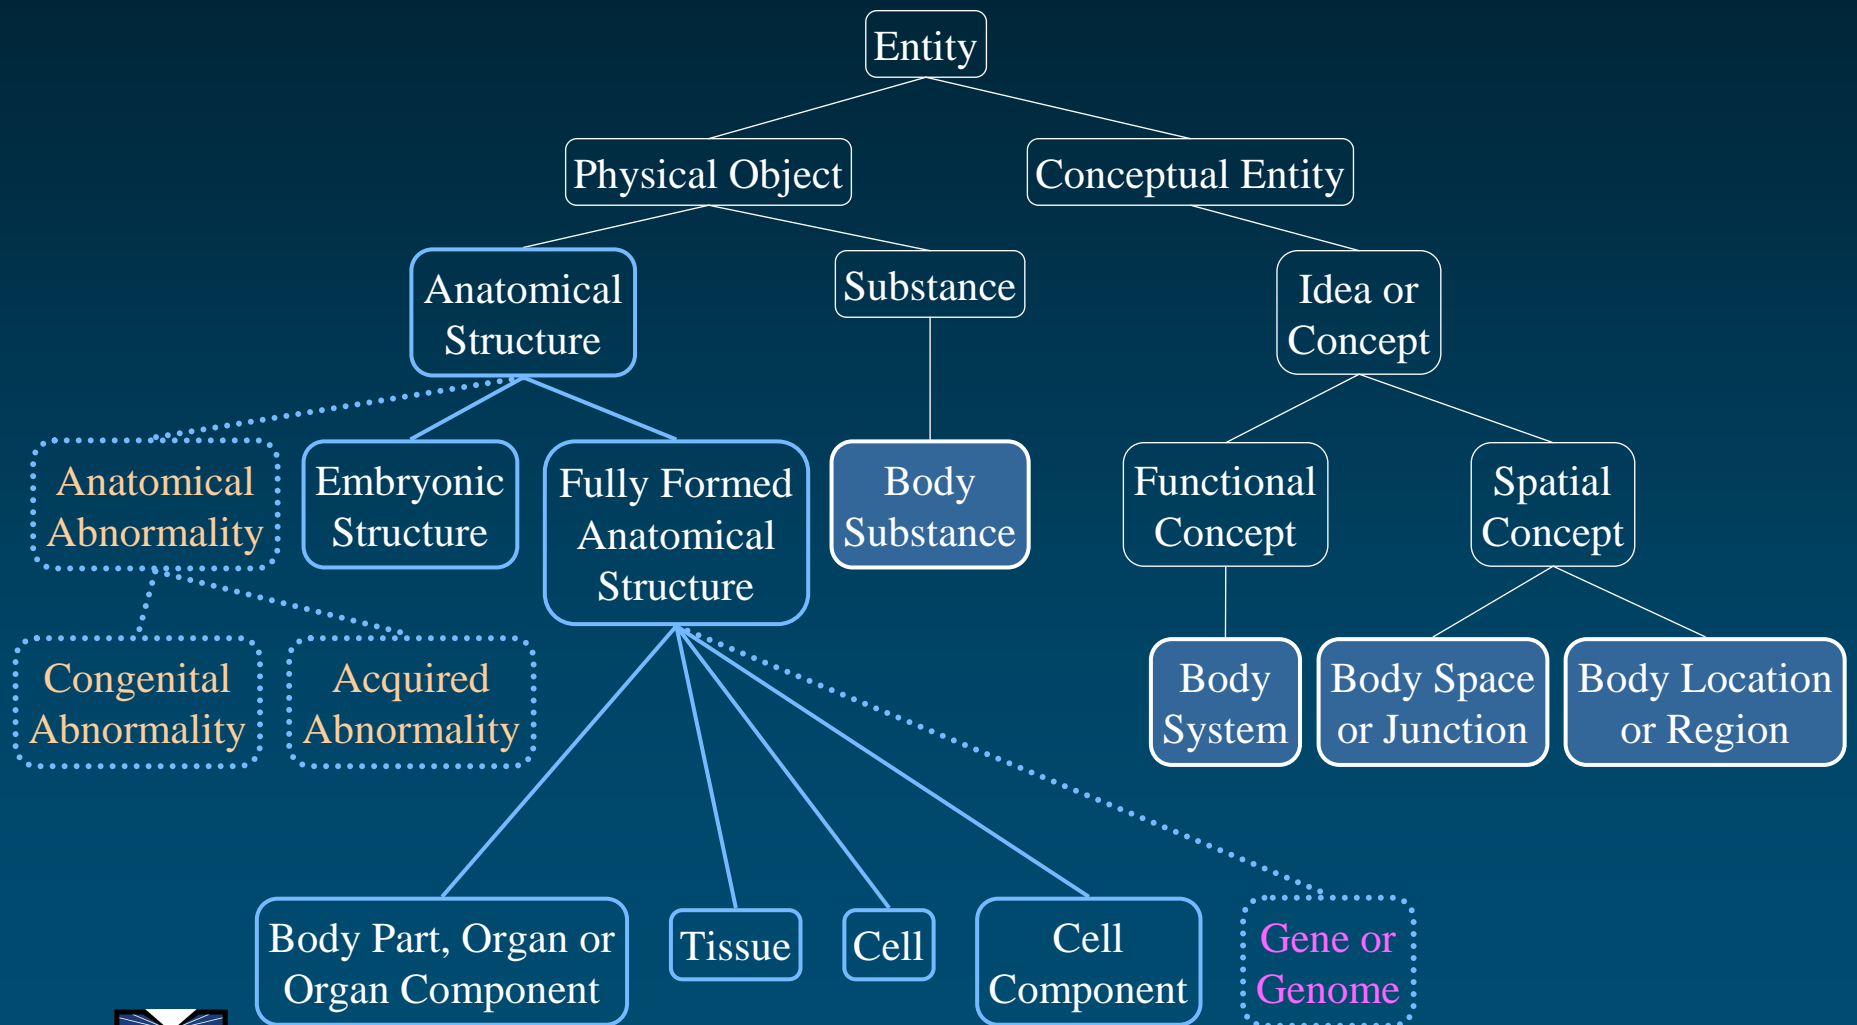 Entity
Physical Object
Conceptual Entity
Anatomical
Structure
Substance
Idea or
Concept
Anatomical
Abnormality
Embryonic
Structure
Fully Formed
Anatomical
Structure
Body
Substance
Functional
Concept
Spatial
Concept
Congenital
Abnormality
Acquired
Abnormality
Body
System
Body Space
or Junction
Body Location
or Region
Body Part, Organ or
Organ Component
Tissue
Cell
Cell
Component
Gene or
Genome